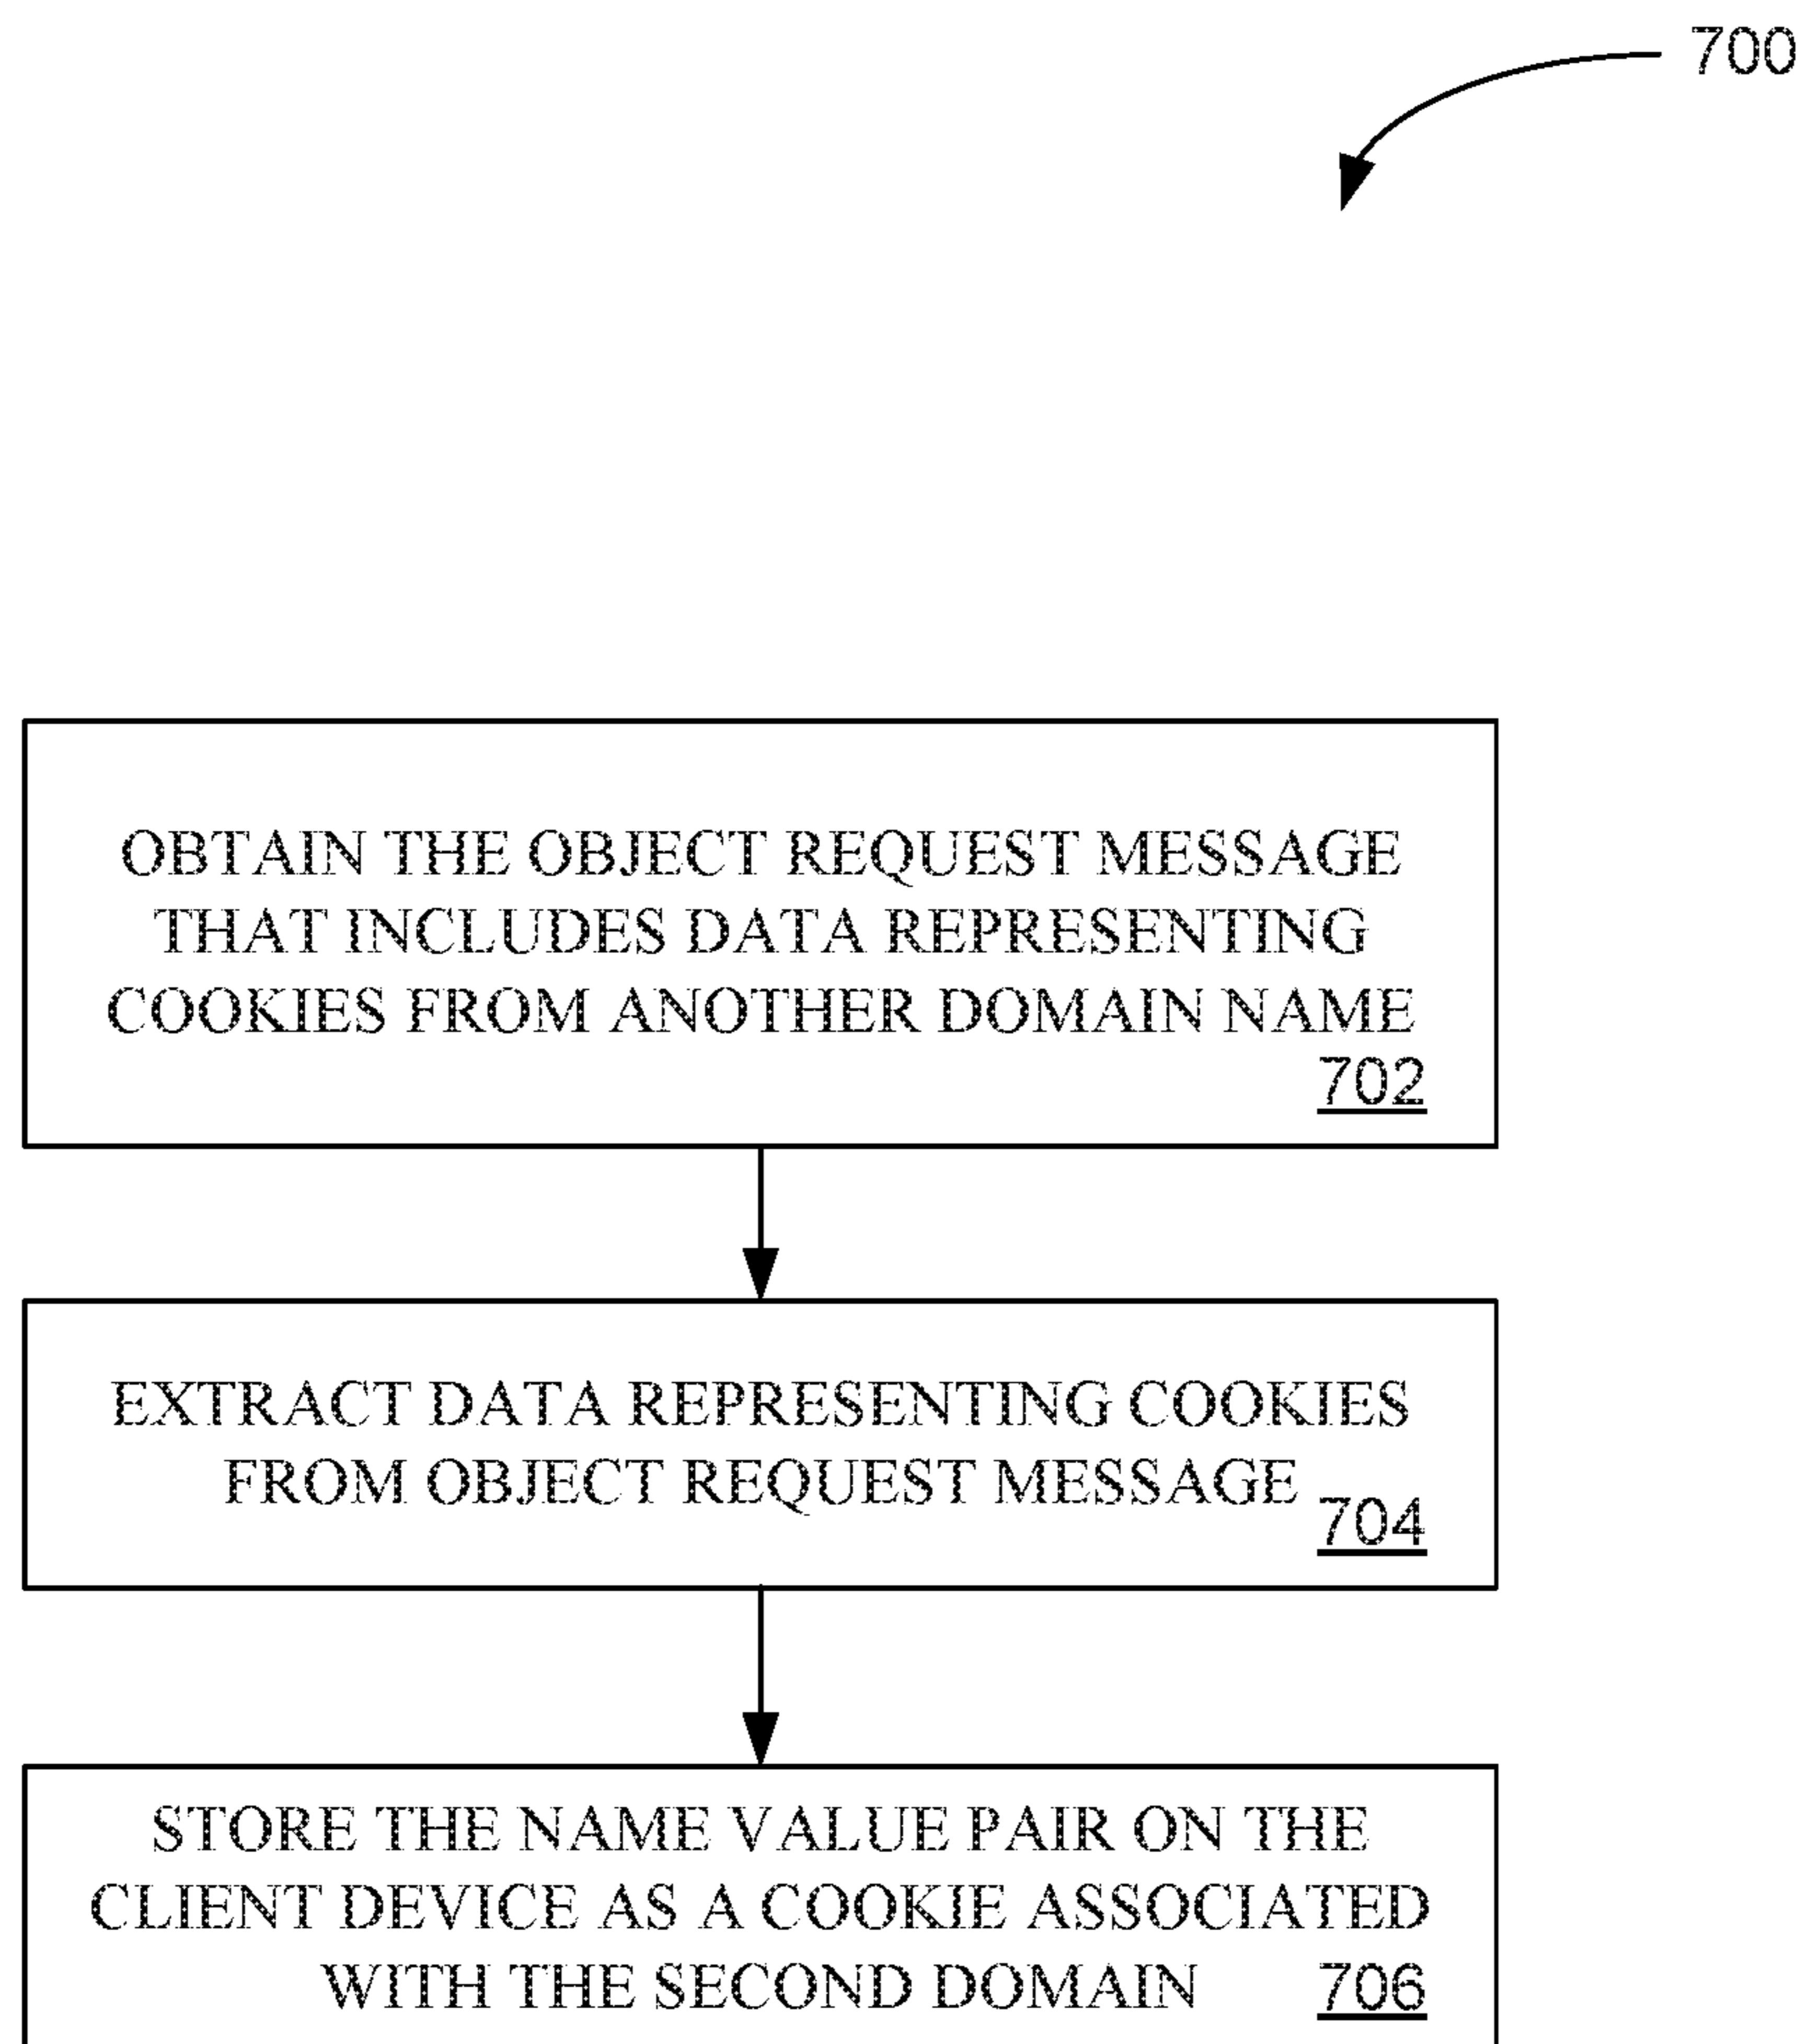 700
OBTAIN THE OBJECT REQUEST MESSAGE
THAT INCLUDES DATA REPRESENTING
COOKIES FROM ANOTHER DOMAIN NAME
702
EXTRACT DATA REPRESENTING COOKIES
FROM OBJECT REQUEST MESSAGE
704
STORE THE NAME VALUE PAIR ON THE
CLIENT DEVICE AS A COOKIE ASSOCIATED
WITH THE SECOND DOMAIN 706